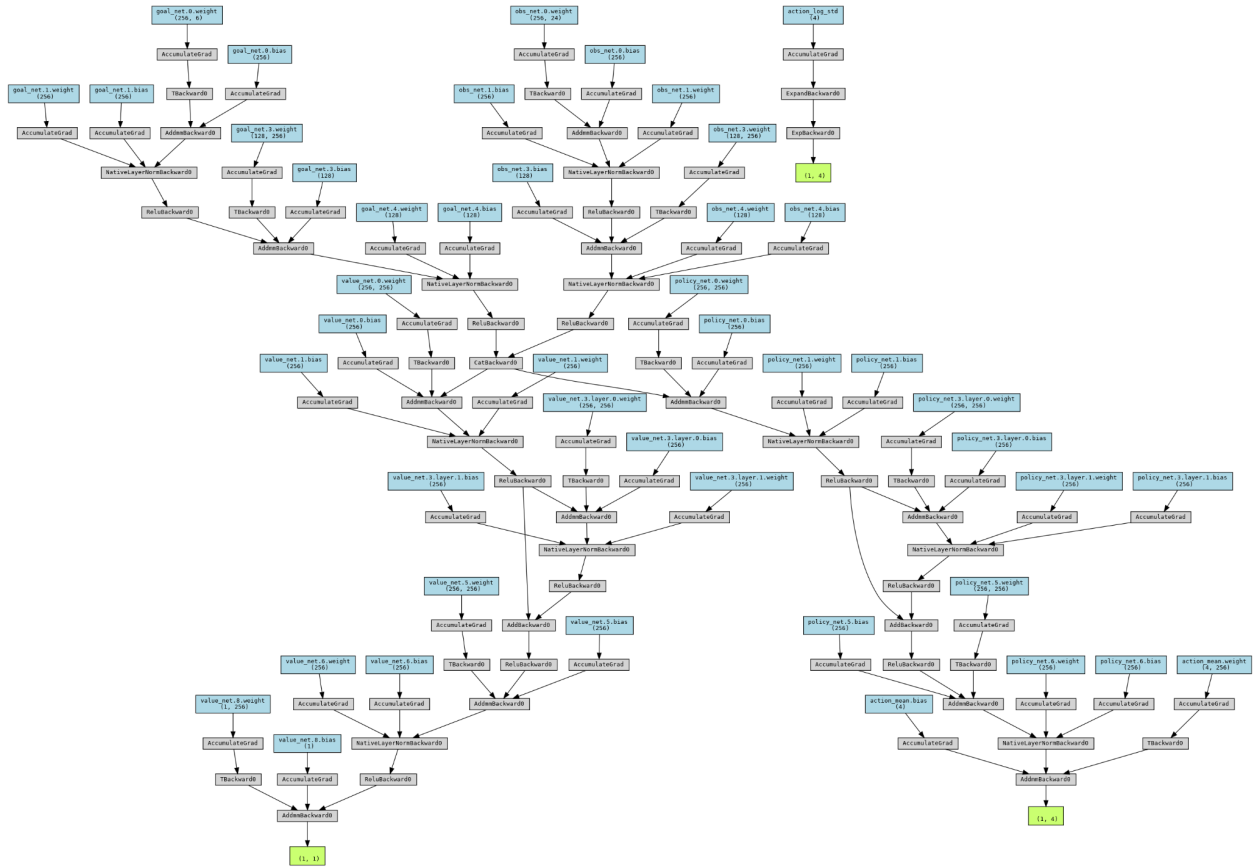 goal_net.0.weight
(256, 6)
obs_net.0.weight
(256, 24)
action_log_std
(4)
AccumulateGrad
goal_net.0.bias
(256)
AccumulateGrad
obs_net.0.bias
(256)
AccumulateGrad
goal_net.1.weight
(256)
goal_net.1.bias
(256)
TBackward0
AccumulateGrad
obs_net.1.bias
(256)
TBackward0
AccumulateGrad
obs_net.1.weight
(256)
ExpandBackward0
AccumulateGrad
AccumulateGrad
AddmmBackward0
goal_net.3.weight
(128, 256)
AccumulateGrad
AddmmBackward0
AccumulateGrad
obs_net.3.weight
(128, 256)
ExpBackward0
NativeLayerNormBackward0
AccumulateGrad
goal_net.3.bias
(128)
obs_net.3.bias
(128)
NativeLayerNormBackward0
AccumulateGrad
(1, 4)
ReluBackward0
TBackward0
AccumulateGrad
goal_net.4.weight
(128)
goal_net.4.bias
(128)
AccumulateGrad
ReluBackward0
TBackward0
obs_net.4.weight
(128)
obs_net.4.bias
(128)
AddmmBackward0
AccumulateGrad
AccumulateGrad
AddmmBackward0
AccumulateGrad
AccumulateGrad
value_net.0.weight
(256, 256)
NativeLayerNormBackward0
NativeLayerNormBackward0
policy_net.0.weight
(256, 256)
value_net.0.bias
(256)
AccumulateGrad
ReluBackward0
ReluBackward0
AccumulateGrad
policy_net.0.bias
(256)
value_net.1.bias
(256)
AccumulateGrad
TBackward0
CatBackward0
value_net.1.weight
(256)
TBackward0
AccumulateGrad
policy_net.1.weight
(256)
policy_net.1.bias
(256)
AccumulateGrad
AddmmBackward0
AccumulateGrad
value_net.3.layer.0.weight
(256, 256)
AddmmBackward0
AccumulateGrad
AccumulateGrad
policy_net.3.layer.0.weight
(256, 256)
NativeLayerNormBackward0
AccumulateGrad
value_net.3.layer.0.bias
(256)
NativeLayerNormBackward0
AccumulateGrad
policy_net.3.layer.0.bias
(256)
value_net.3.layer.1.bias
(256)
ReluBackward0
TBackward0
AccumulateGrad
value_net.3.layer.1.weight
(256)
ReluBackward0
TBackward0
AccumulateGrad
policy_net.3.layer.1.weight
(256)
policy_net.3.layer.1.bias
(256)
AccumulateGrad
AddmmBackward0
AccumulateGrad
AddmmBackward0
AccumulateGrad
AccumulateGrad
NativeLayerNormBackward0
NativeLayerNormBackward0
value_net.5.weight
(256, 256)
ReluBackward0
ReluBackward0
policy_net.5.weight
(256, 256)
AccumulateGrad
AddBackward0
value_net.5.bias
(256)
policy_net.5.bias
(256)
AddBackward0
AccumulateGrad
value_net.6.weight
(256)
value_net.6.bias
(256)
TBackward0
ReluBackward0
AccumulateGrad
AccumulateGrad
ReluBackward0
TBackward0
policy_net.6.weight
(256)
policy_net.6.bias
(256)
action_mean.weight
(4, 256)
value_net.8.weight
(1, 256)
AccumulateGrad
AccumulateGrad
AddmmBackward0
action_mean.bias
(4)
AddmmBackward0
AccumulateGrad
AccumulateGrad
AccumulateGrad
AccumulateGrad
value_net.8.bias
(1)
NativeLayerNormBackward0
AccumulateGrad
NativeLayerNormBackward0
TBackward0
TBackward0
AccumulateGrad
ReluBackward0
AddmmBackward0
AddmmBackward0
(1, 4)
(1, 1)